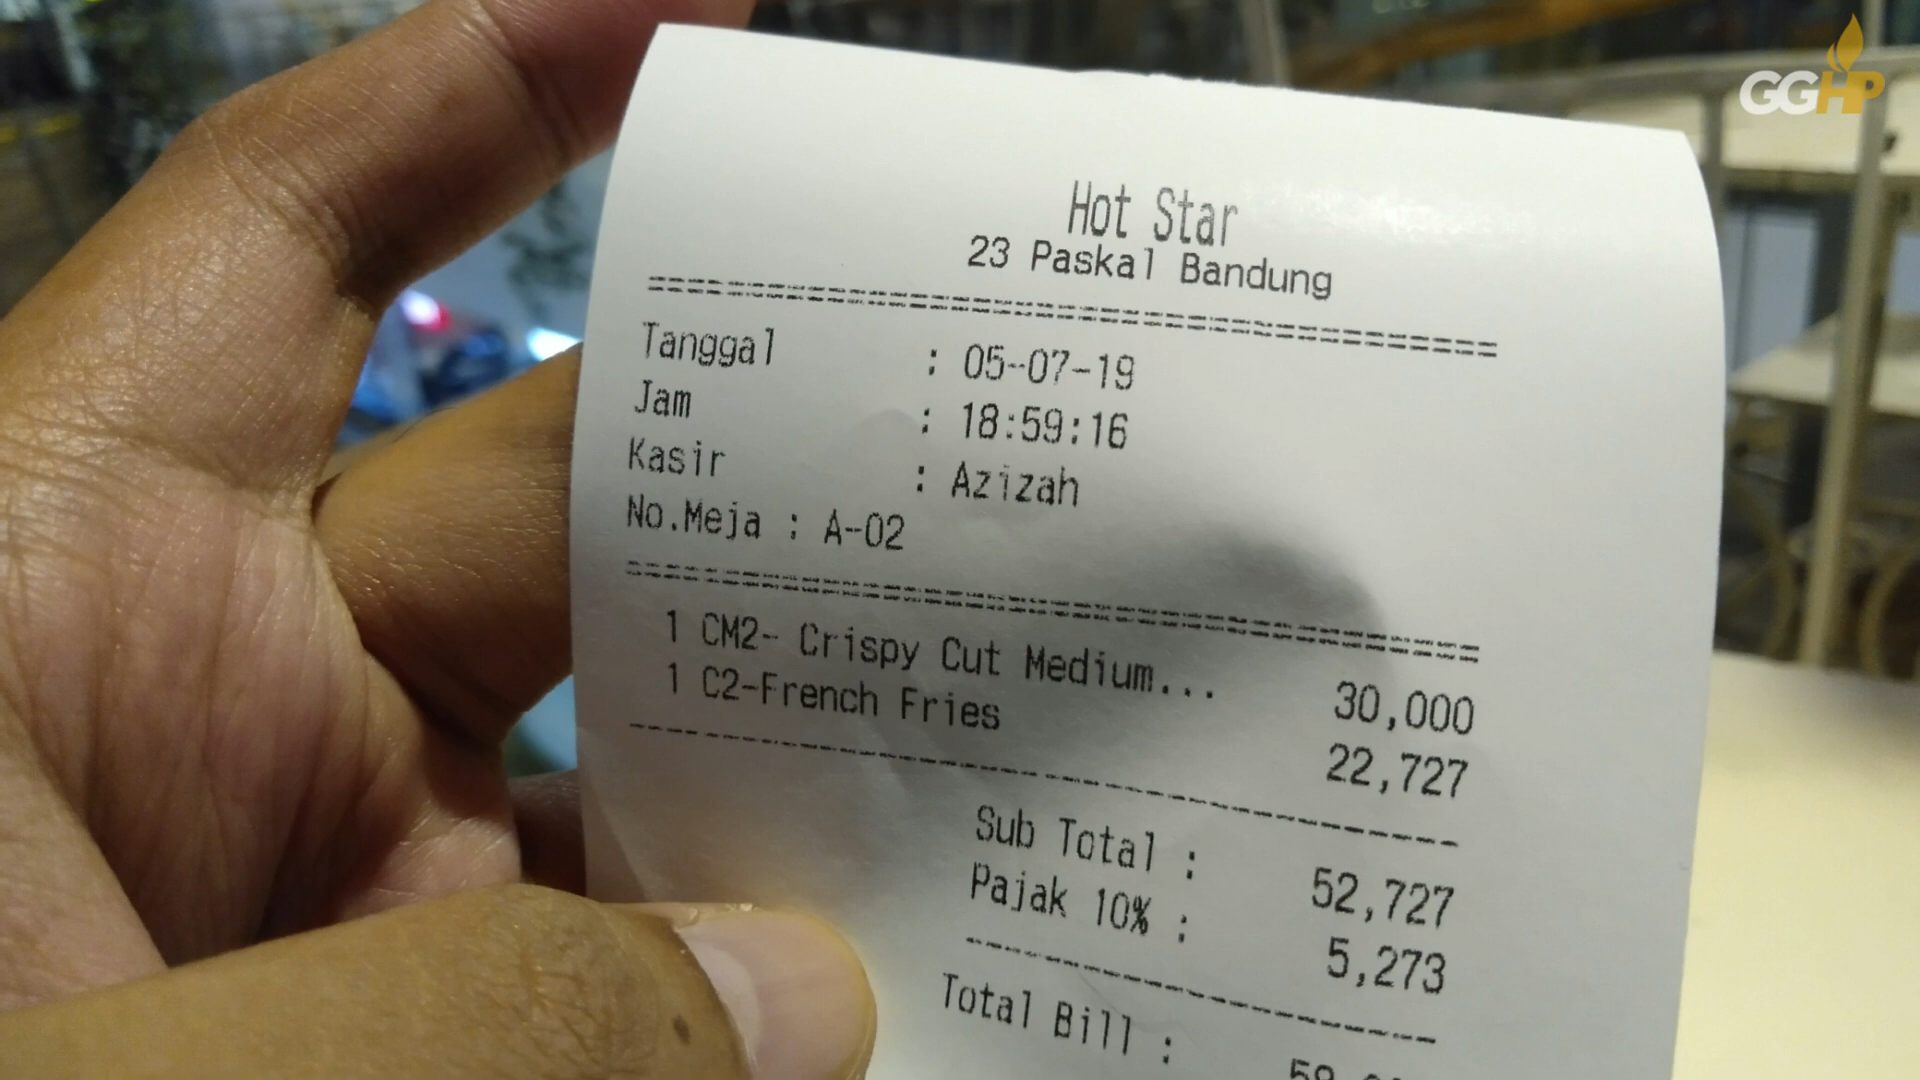 GGHP
Hot Star
23 Paskal Bandung
Tanggal : 05-07-19
Jam : 18:59:16
Kasir : Azizah
No.Meja : A-02
1 CM2- Crispy Cut Medium... 30,000
1 C2-French Fries 22,727
Sub Total : 52,727
Pajak 10% : 5,273
Total Bill :